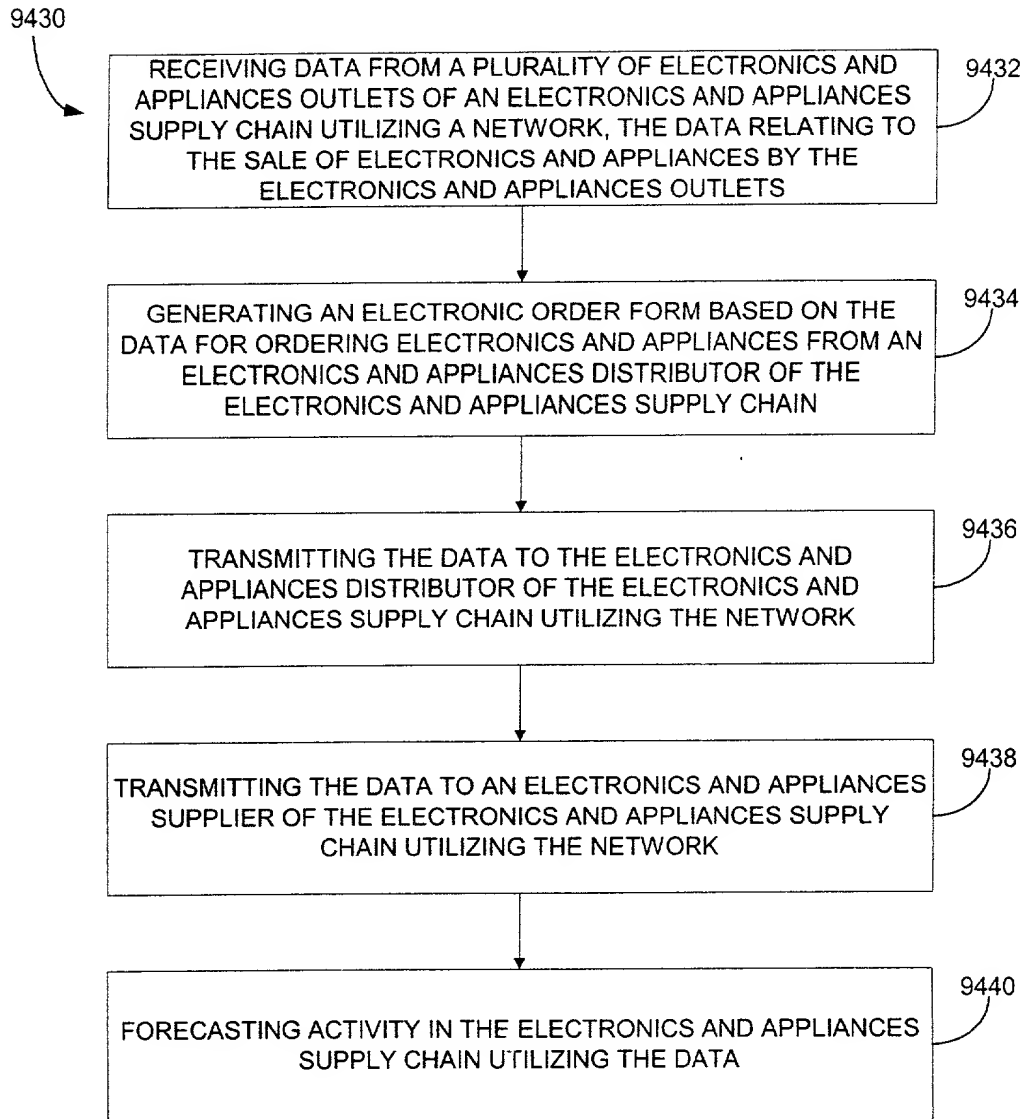 9430
RECEIVING DATA FROM A PLURALITY OF ELECTRONICS AND
APPLIANCES OUTLETS OF AN ELECTRONICS AND APPLIANCES
SUPPLY CHAIN UTILIZING A NETWORK, THE DATA RELATING TO
THE SALE OF ELECTRONICS AND APPLIANCES BY THE
ELECTRONICS AND APPLIANCES OUTLETS
9432
GENERATING AN ELECTRONIC ORDER FORM BASED ON THE
DATA FOR ORDERING ELECTRONICS AND APPLIANCES FROM AN
ELECTRONICS AND APPLIANCES DISTRIBUTOR OF THE
ELECTRONICS AND APPLIANCES SUPPLY CHAIN
9434
TRANSMITTING THE DATA TO THE ELECTRONICS AND
APPLIANCES DISTRIBUTOR OF THE ELECTRONICS AND
APPLIANCES SUPPLY CHAIN UTILIZING THE NETWORK
9436
TRANSMITTING THE DATA TO AN ELECTRONICS AND APPLIANCES
SUPPLIER OF THE ELECTRONICS AND APPLIANCES SUPPLY
CHAIN UTILIZING THE NETWORK
9438
FORECASTING ACTIVITY IN THE ELECTRONICS AND APPLIANCES
SUPPLY CHAIN UTILIZING THE DATA
9440